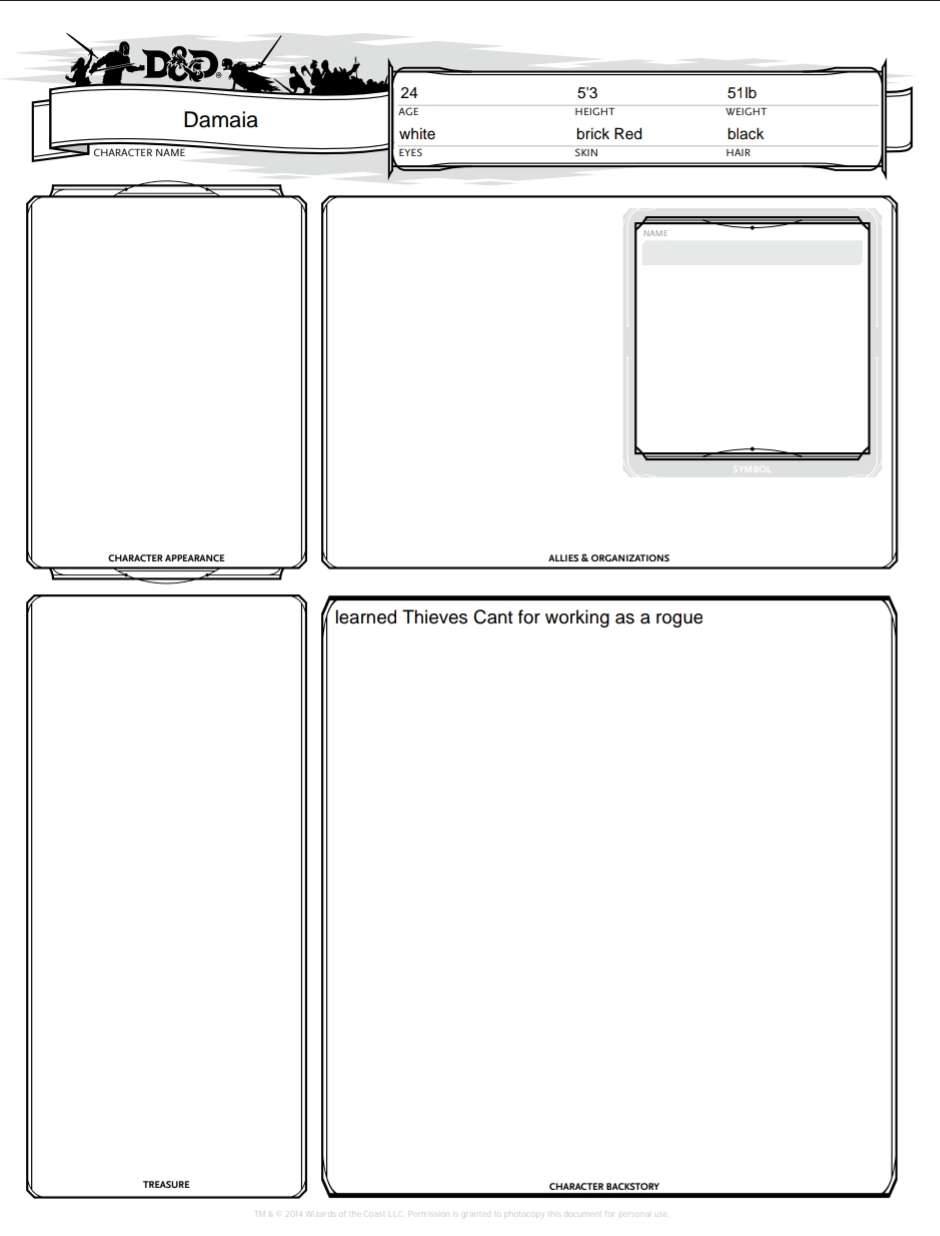 D&D®
Damaia
CHARACTER NAME
24 5'3 51lb
AGE HEIGHT WEIGHT
white brick Red black
EYES SKIN HAIR
NAME
SYMBOL
CHARACTER APPEARANCE
ALLIES & ORGANIZATIONS
learned Thieves Cant for working as a rogue
TREASURE
CHARACTER BACKSTORY
TM & © 2014 Wizards of the Coast LLC. Permission is granted to photocopy this document for personal use.